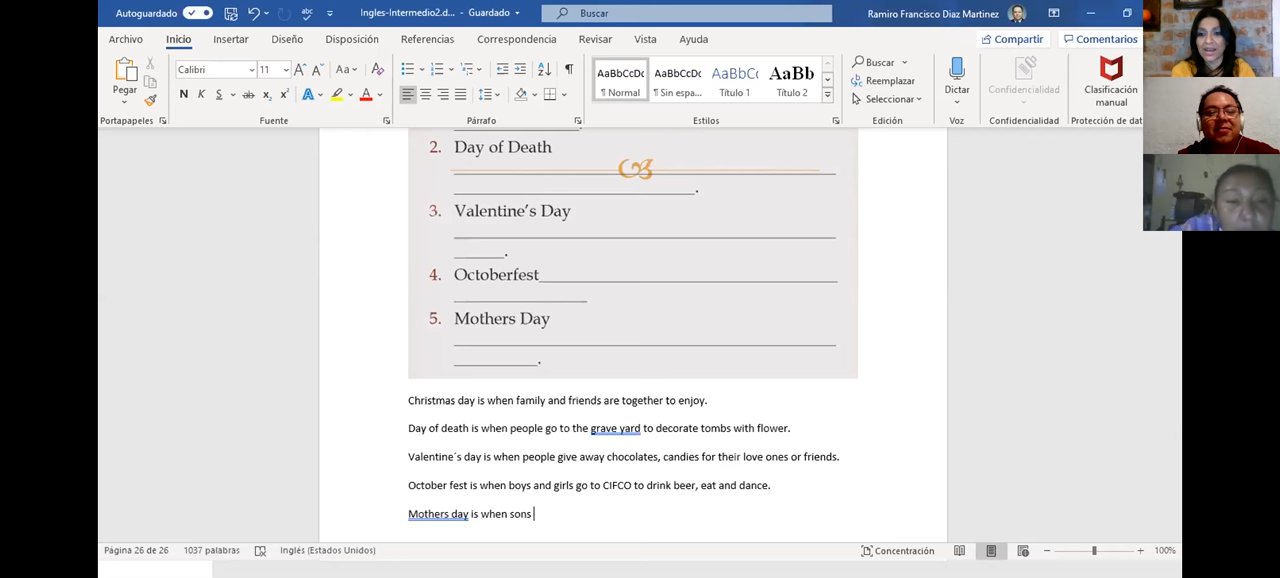 Autoguardado
Ingles-Intermedio2.d... - Guardado
Buscar
Ramiro Francisco Diaz Martinez
Archivo Inicio Insertar Diseño Disposición Referencias Correspondencia Revisar Vista Ayuda
Compartir Comentarios
Pegar
Calibri 11
N K S ab x₂ x²
AaBbCcDc AaBbCcDc AaBbCc AaBb
¶ Normal ¶ Sin espa... Título 1 Título 2
Buscar
Reemplazar
Seleccionar
Dictar
Confidencialidad
Clasificación
manual
Portapapeles Fuente Párrafo Estilos Edición Voz Confidencialidad Protección de dat
2. Day of Death
3. Valentine's Day
4. Octoberfest
5. Mothers Day
Christmas day is when family and friends are together to enjoy.
Day of death is when people go to the grave yard to decorate tombs with flower.
Valentine´s day is when people give away chocolates, candies for their love ones or friends.
October fest is when boys and girls go to CIFCO to drink beer, eat and dance.
Mothers day is when sons
Página 26 de 26 1037 palabras Inglés (Estados Unidos) Concentración 100%